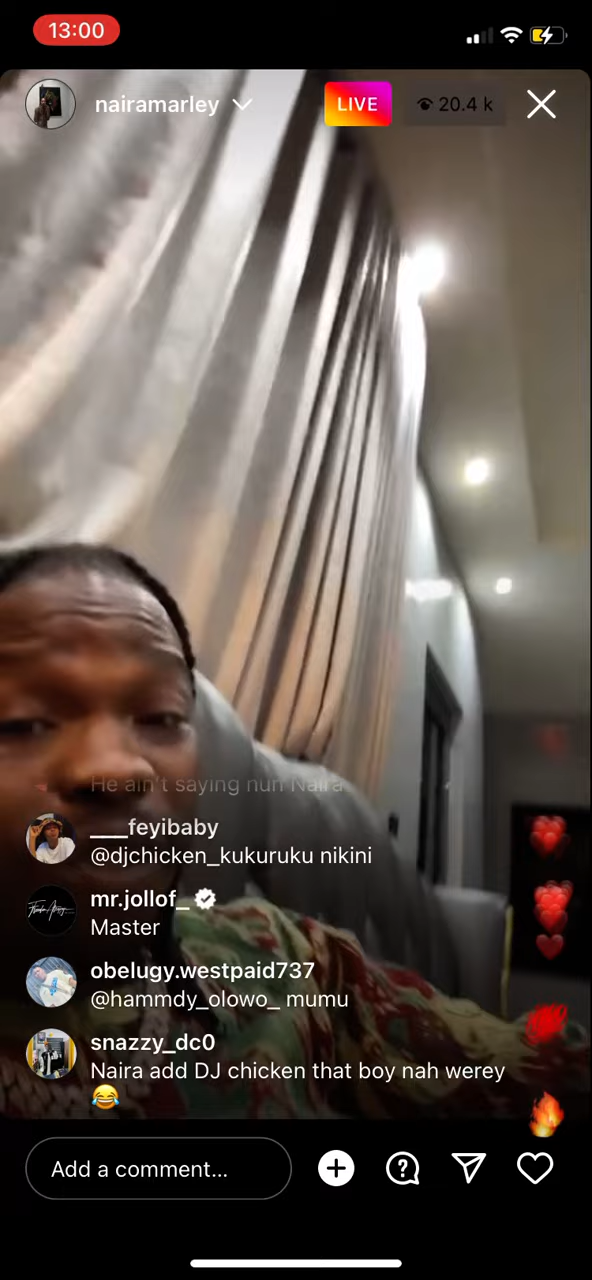 13:00
nairamarley
LIVE
20.4 k
He ain't saying nun Naira
___feyibaby
@djchicken_kukuruku nikini
mr.jollof_
Master
obelugy.westpaid737
@hammdy_olowo_ mumu
snazzy_dc0
Naira add DJ chicken that boy nah werey
😂
Add a comment...